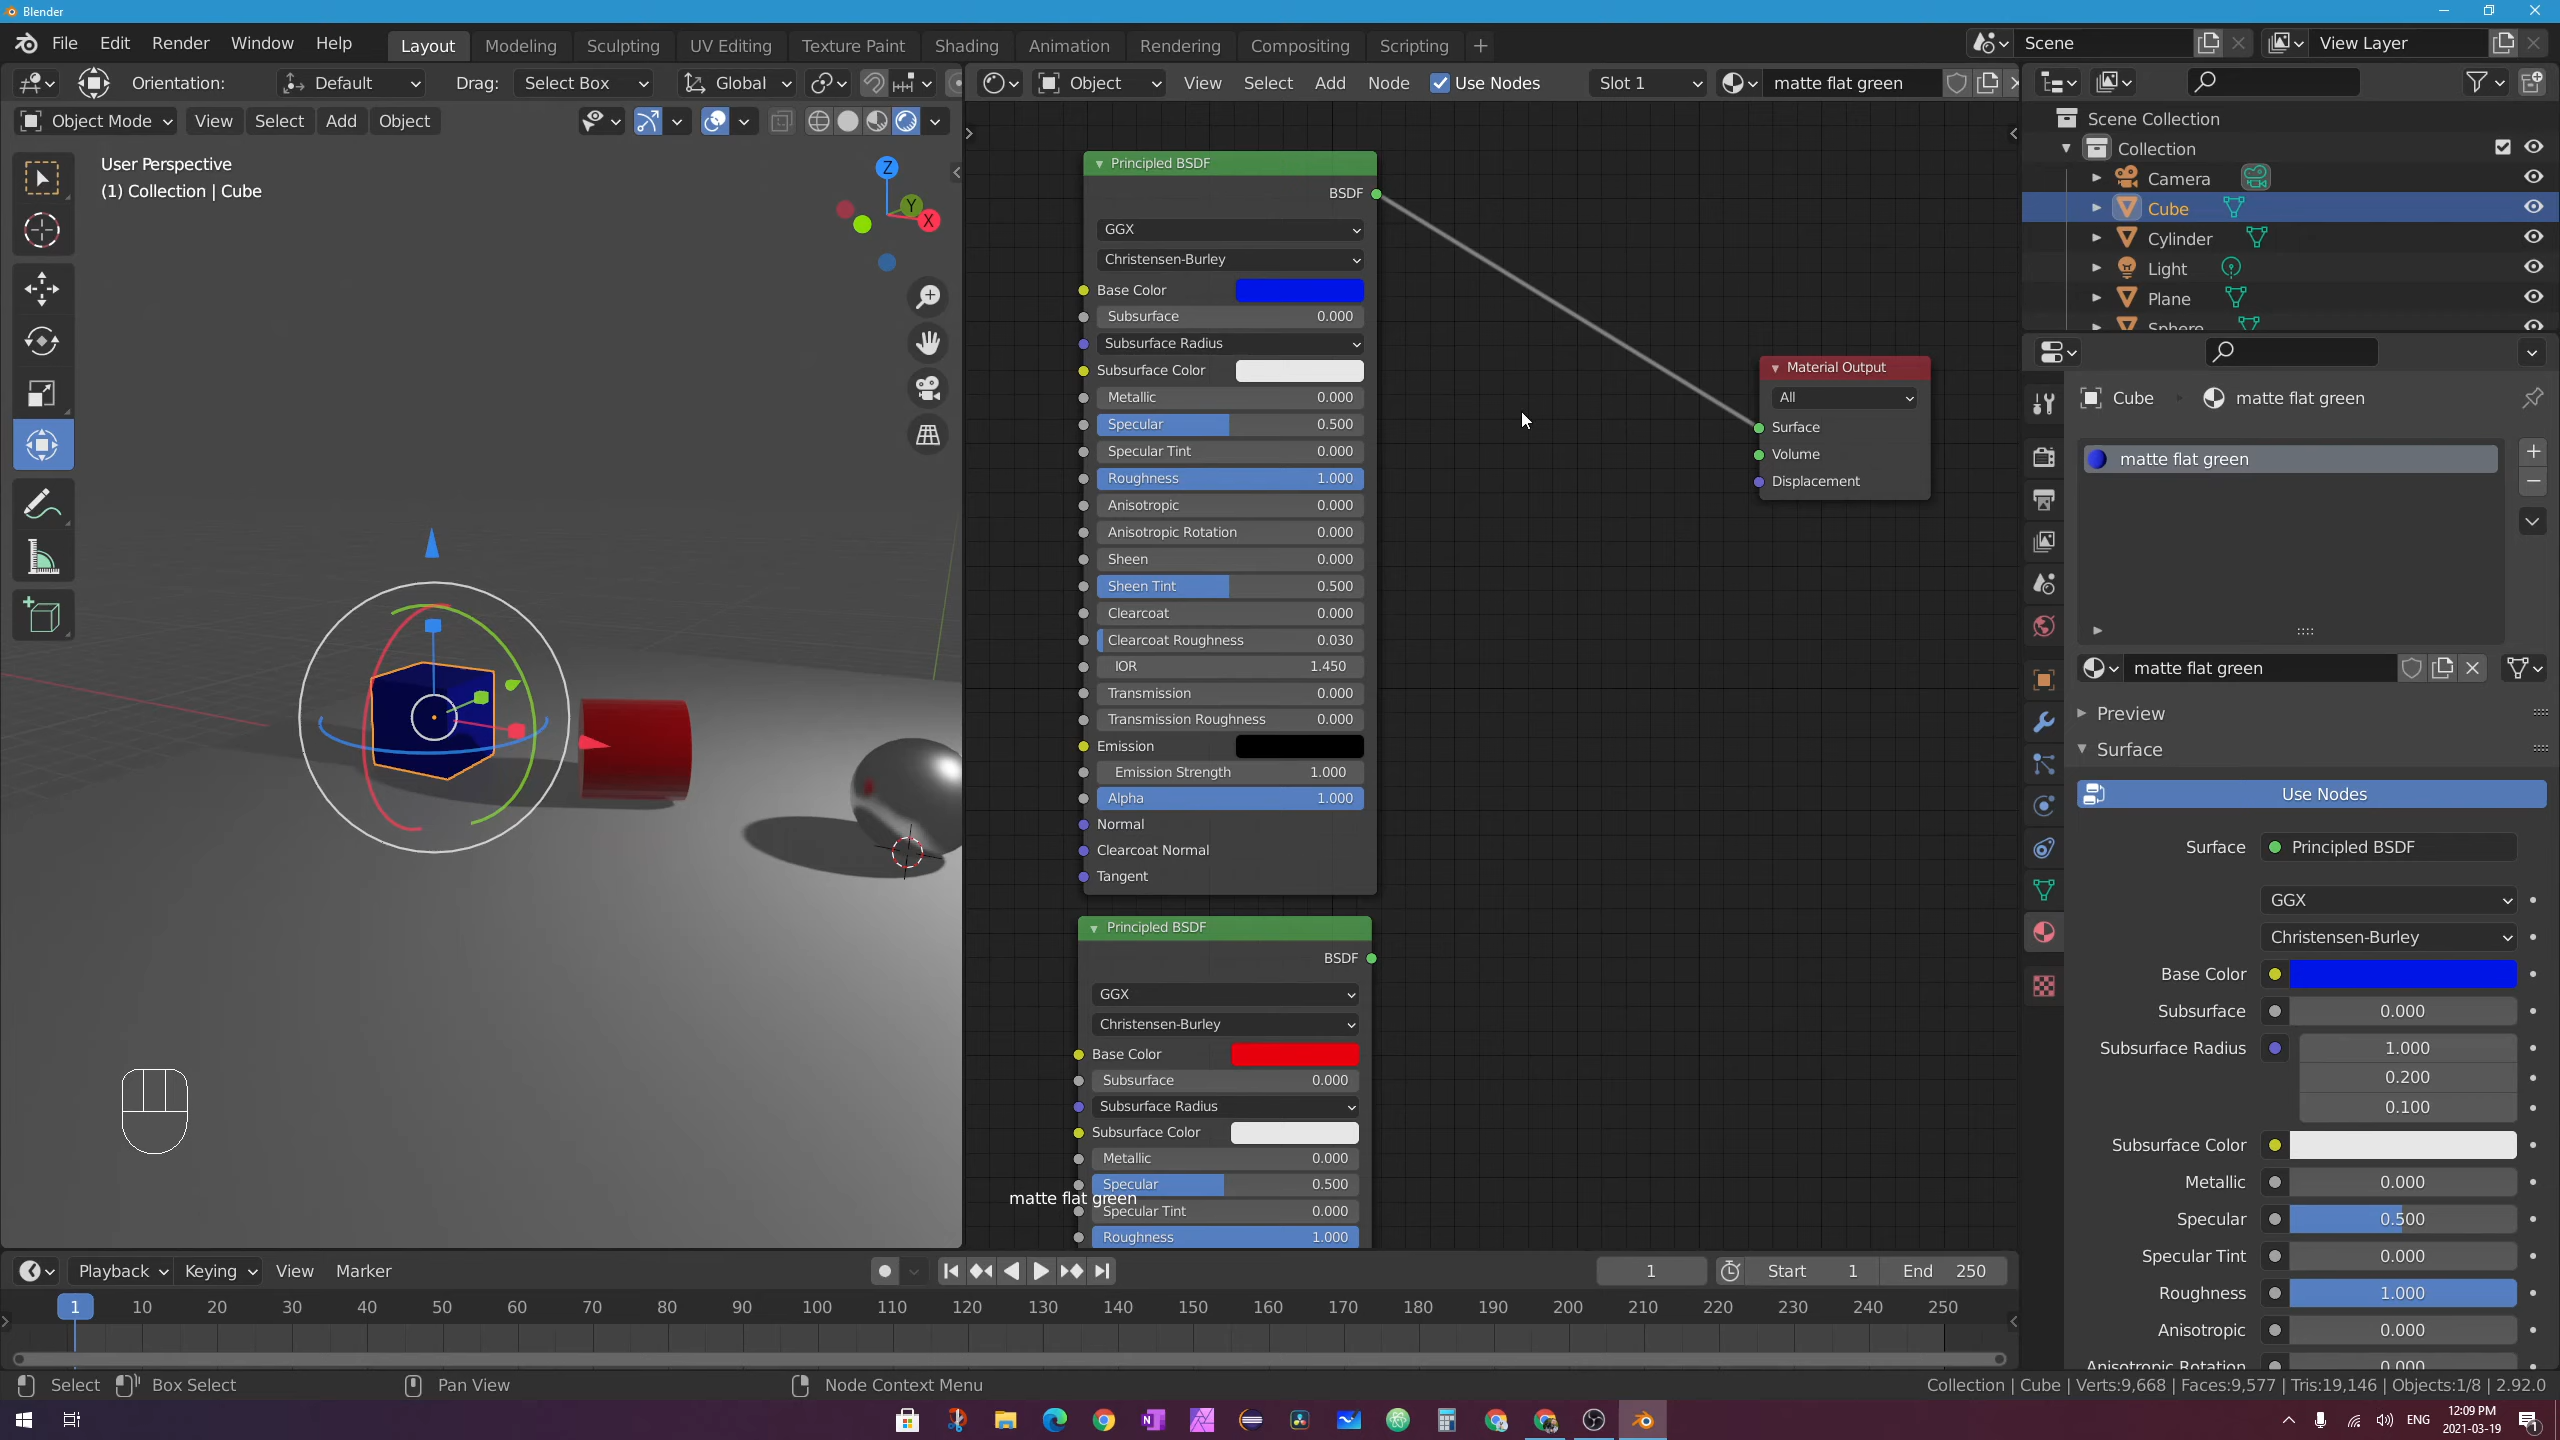 Blender
File Edit Render Window Help Layout Modeling Sculpting UV Editing Texture Paint Shading Animation Rendering Compositing Scripting + Scene View Layer
Orientation: Default Drag: Select Box Global
Object View Select Add Node Use Nodes Slot 1 matte flat green
Object Mode View Select Add Object
User Perspective
(1) Collection | Cube
Z
Y
X
Principled BSDF
BSDF
GGX
Christensen-Burley
Base Color
Subsurface 0.000
Subsurface Radius
Subsurface Color
Metallic 0.000
Specular 0.500
Specular Tint 0.000
Roughness 1.000
Anisotropic 0.000
Anisotropic Rotation 0.000
Sheen 0.000
Sheen Tint 0.500
Clearcoat 0.000
Clearcoat Roughness 0.030
IOR 1.450
Transmission 0.000
Transmission Roughness 0.000
Emission
Emission Strength 1.000
Alpha 1.000
Normal
Clearcoat Normal
Tangent
Principled BSDF
BSDF
GGX
Christensen-Burley
Base Color
Subsurface 0.000
Subsurface Radius
Subsurface Color
Metallic 0.000
Specular 0.500
matte flat green
Specular Tint 0.000
Roughness 1.000
Material Output
All
Surface
Volume
Displacement
Scene Collection
Collection
Camera
Cube
Cylinder
Light
Plane
Sphere
Cube matte flat green
matte flat green
matte flat green
Preview
Surface
Use Nodes
Surface Principled BSDF
GGX
Christensen-Burley
Base Color
Subsurface 0.000
Subsurface Radius 1.000
0.200
0.100
Subsurface Color
Metallic 0.000
Specular 0.500
Specular Tint 0.000
Roughness 1.000
Anisotropic 0.000
Anisotropic Rotation 0.000
Playback Keying View Marker 1 Start 1 End 250
1 10 20 30 40 50 60 70 80 90 100 110 120 130 140 150 160 170 180 190 200 210 220 230 240 250
Select Box Select Pan View Node Context Menu Collection | Cube | Verts:9,668 | Faces:9,577 | Tris:19,146 | Objects:1/8 | 2.92.0
ENG
12:09 PM
2021-03-19
1